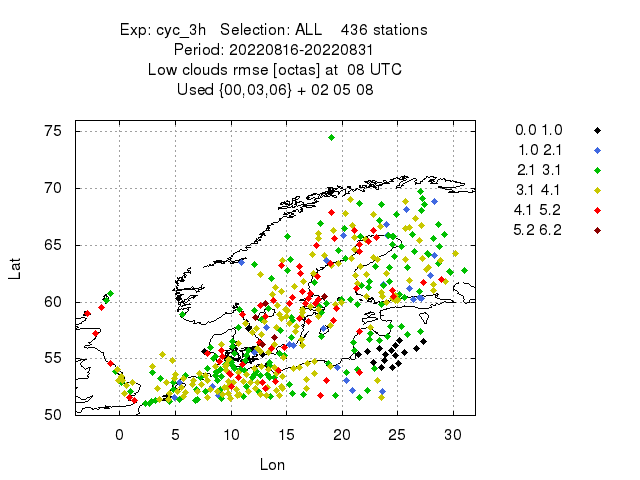 Exp: cyc_3h   Selection: ALL    436 stations
Period: 20220816-20220831
Low clouds rmse [octas] at  08 UTC
Used {00,03,06} + 02 05 08
0.0 1.0
1.0 2.1
2.1 3.1
3.1 4.1
4.1 5.2
5.2 6.2
75
70
65
60
55
50
Lat
0 5 10 15 20 25 30
Lon